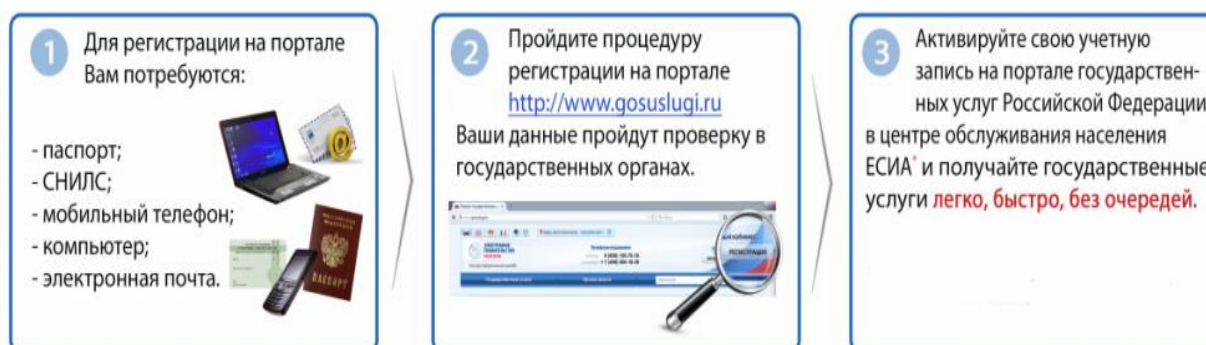 1
Для регистрации на портале
Вам потребуются:
- паспорт;
- СНИЛС;
- мобильный телефон;
- компьютер;
- электронная почта.
ПАСПОРТ
2
Пройдите процедуру
регистрации на портале
http://www.gosuslugi.ru
Ваши данные пройдут проверку в
государственных органах.
РЕГИСТРАЦИЯ
3
Активируйте свою учетную
запись на портале государствен-
ных услуг Российской Федерации
в центре обслуживания населения
ЕСИА* и получайте государственные
услуги легко, быстро, без очередей.